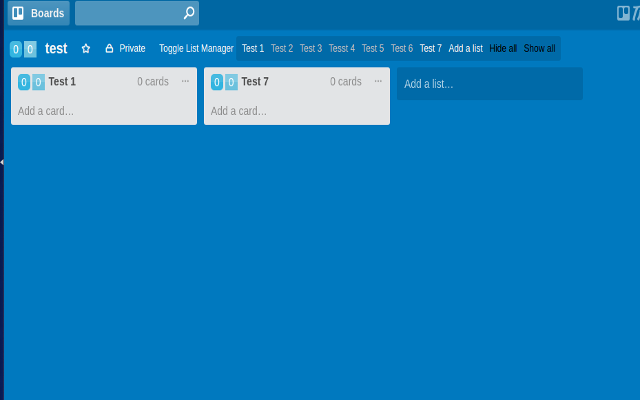 Boards
0 0 test Private Toggle List Manager Test 1 Test 2 Test 3 Tesst 4 Test 5 Test 6 Test 7 Add a list Hide all Show all
0 0 Test 1 0 cards ...
Add a card...
0 0 Test 7 0 cards ...
Add a card...
Add a list...